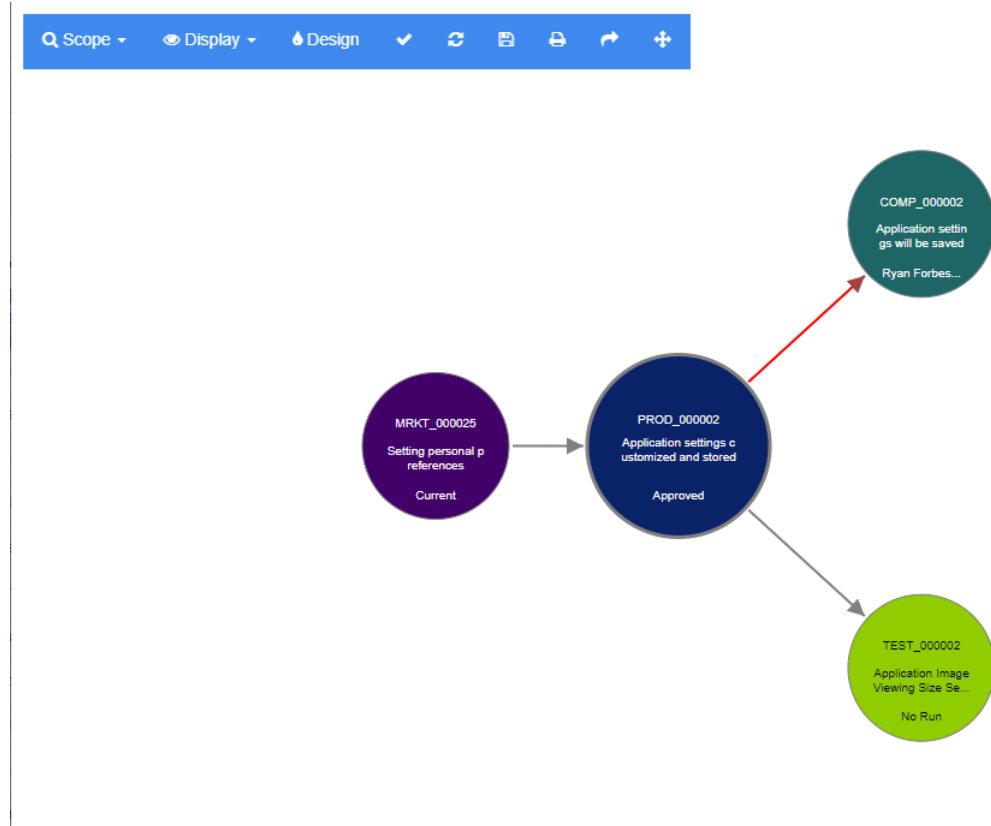 Scope
Display
Design
COMP_000002
Application settin
gs will be saved
Ryan Forbes...
MRKT_000025
Setting personal p
references
Current
PROD_000002
Application settings c
ustomized and stored
Approved
TEST_000002
Application Image
Viewing Size Se...
No Run